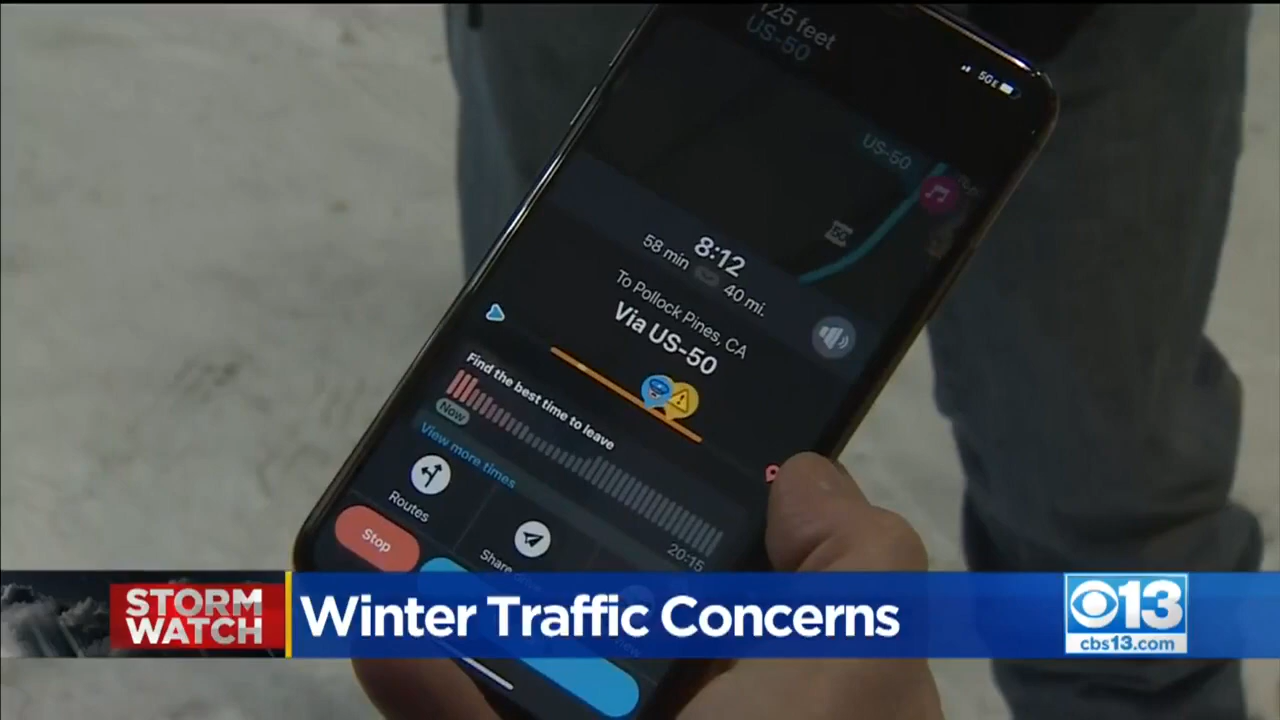 125 feet
US-50
5GE
US-50
50
8:12
58 min
40 mi.
To Pollock Pines, CA
Via US-50
Find the best time to leave
Now
View more times
20:15
Routes
Stop
STORM
WATCH
Winter Traffic Concerns
13
cbs13.com